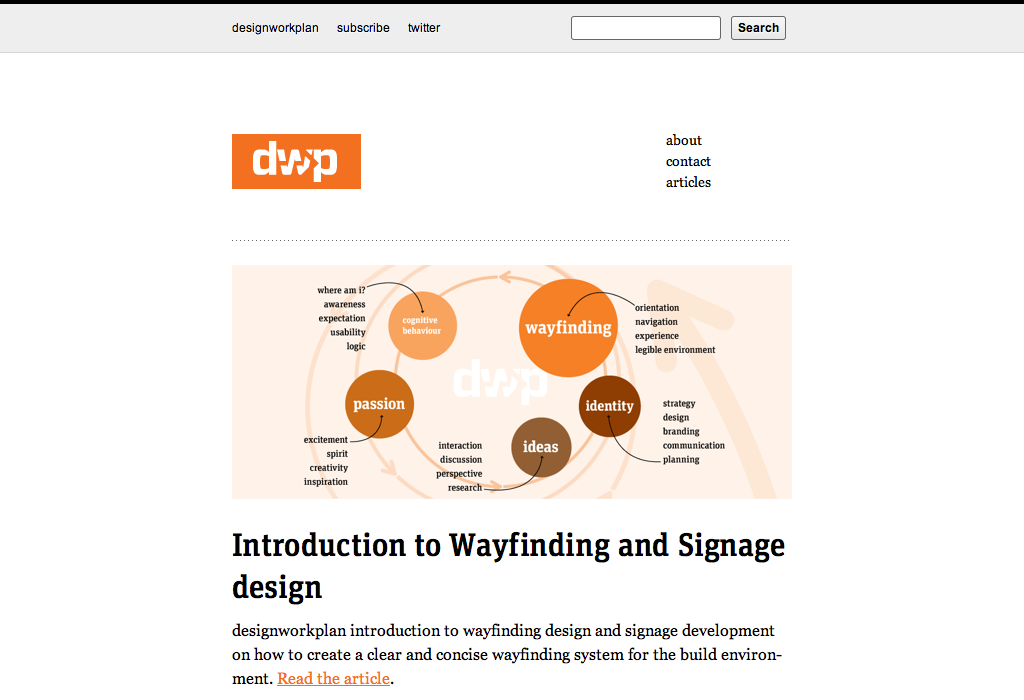 designworkplan subscribe twitter
Search
dwp
about
contact
articles
where am i?
awareness
expectation
usability
logic
cognitive
behaviour
wayfinding
orientation
navigation
experience
legible environment
dwp
passion
excitement
spirit
creativity
inspiration
interaction
discussion
perspective
research
ideas
identity
strategy
design
branding
communication
planning
Introduction to Wayfinding and Signage
design
designworkplan introduction to wayfinding design and signage development
on how to create a clear and concise wayfinding system for the build environ-
ment. Read the article.